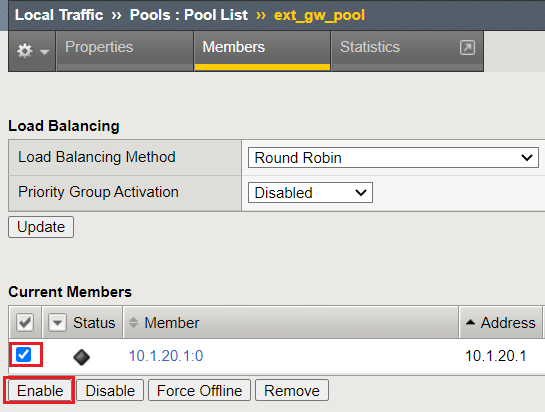 Local Traffic ›› Pools : Pool List ›› ext_gw_pool
Properties Members Statistics
Load Balancing
Load Balancing Method Round Robin
Priority Group Activation Disabled
Update
Current Members
Status Member Address
10.1.20.1:0 10.1.20.1
Enable Disable Force Offline Remove